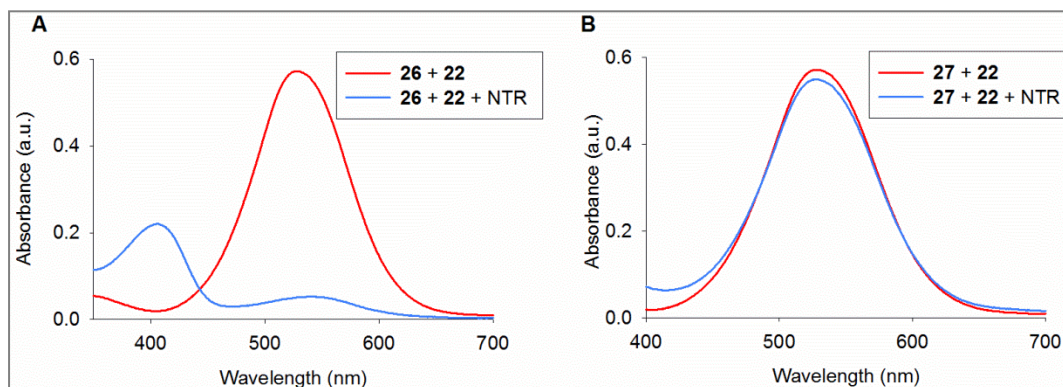 A
0.6
0.4
0.2
0.0
Absorbance (a.u.)
400
500
600
700
Wavelength (nm)
26 + 22
26 + 22 + NTR
B
0.6
0.4
0.2
0.0
Absorbance (a.u.)
400
500
600
700
Wavelength (nm)
27 + 22
27 + 22 + NTR